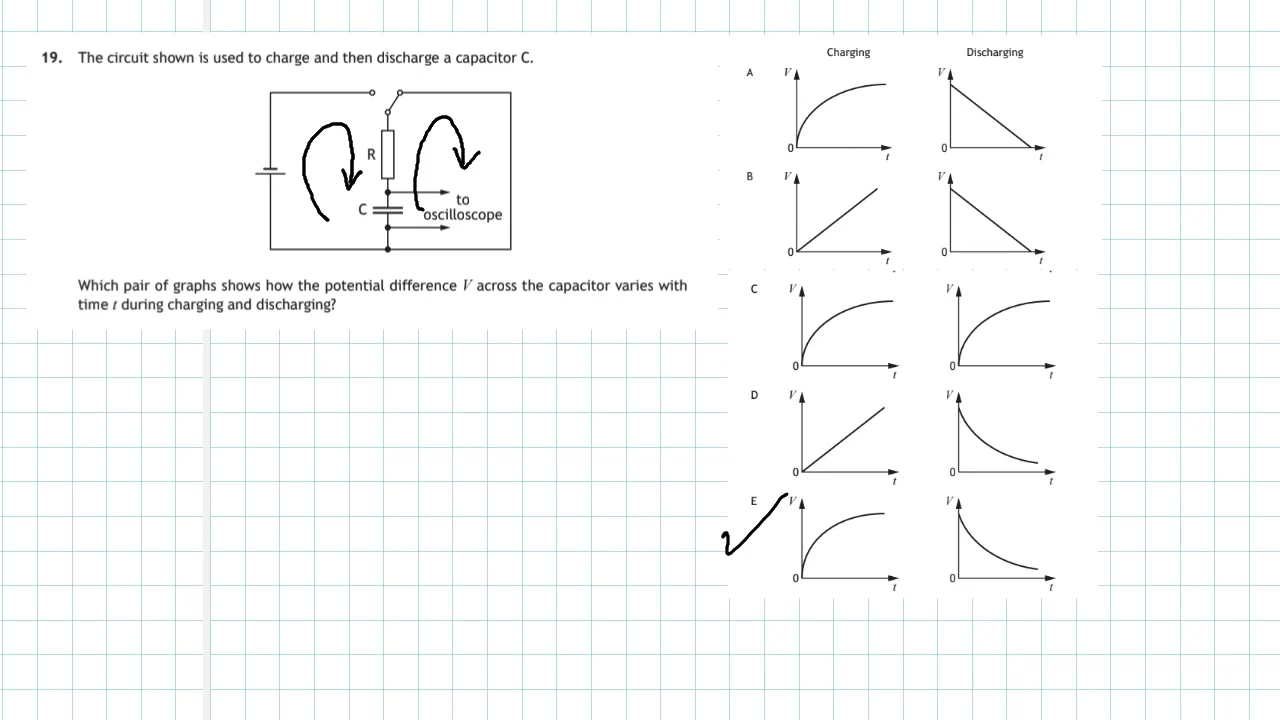 19. The circuit shown is used to charge and then discharge a capacitor C.
R
C
to
oscilloscope
Which pair of graphs shows how the potential difference V across the capacitor varies with
time t during charging and discharging?
Charging Discharging
A V V
0 t 0 t
B V V
0 t 0 t
C V V
0 t 0 t
D V V
0 t 0 t
E V V
0 t 0 t